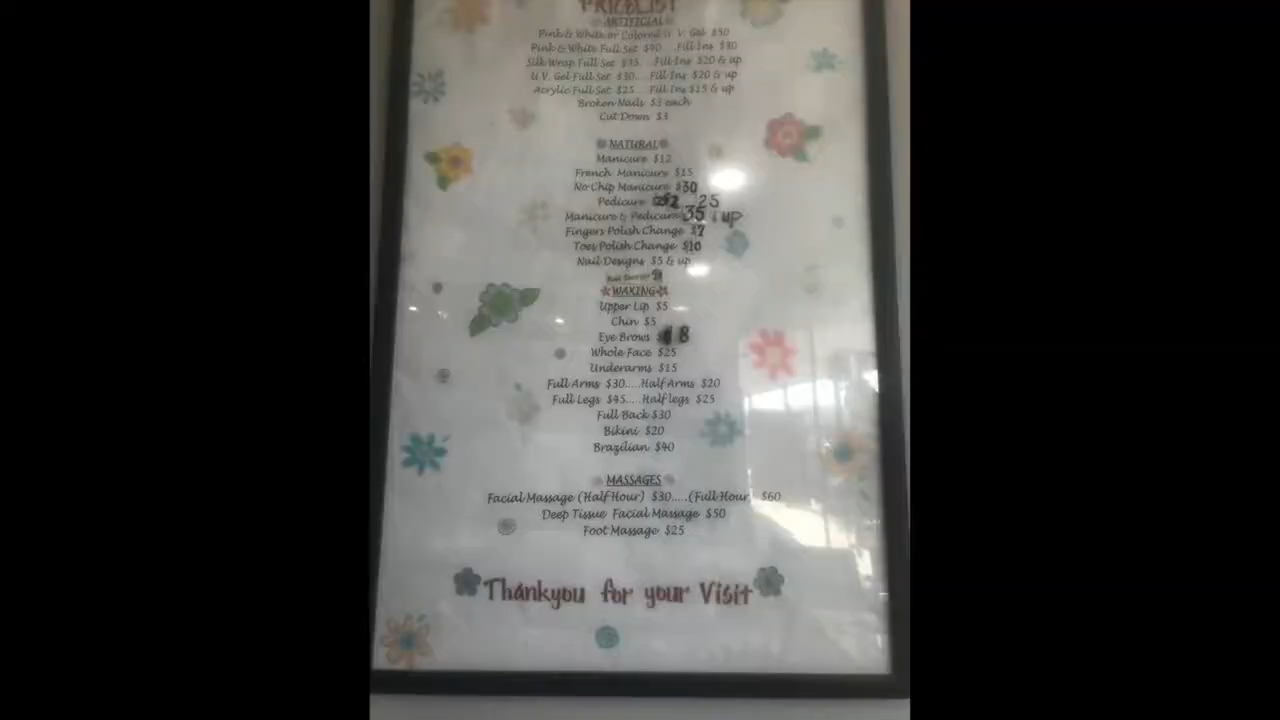 PRICELIST
ARTIFICIAL
Pink & White or Colored U.V. Gel $50
Pink & White Full Set $40...Fill Ins $30
Silk Wrap Full Set $35...Fill Ins $20 & up
U.V. Gel Full Set $30....Fill Ins $20 & up
Acrylic Full Set $25....Fill Ins $15 & up
Broken Nails $3 each
Cut Down $3
NATURAL
Manicure $12
French Manicure $15
No Chip Manicure $30
Pedicure 25
Manicure & Pedicure 35 & up
Fingers Polish Change $7
Toes Polish Change $10
Nail Designs $5 & up
WAXING
Upper Lip $5
Chin $5
Eye Brows 8
Whole Face $25
Underarms $15
Full Arms $30.....Half Arms $20
Full Legs $45.....Half legs $25
Full Back $30
Bikini $20
Brazilian $40
MASSAGES
Facial Massage (Half Hour) $30.....(Full Hour) $60
Deep Tissue Facial Massage $50
Foot Massage $25
Thankyou for your Visit